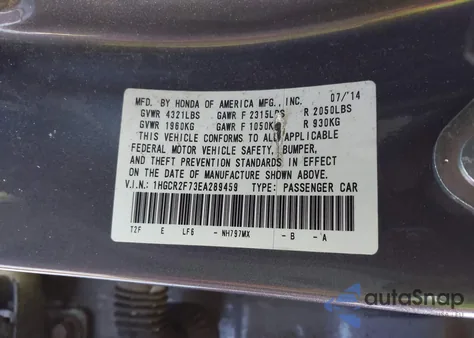 MFD. BY HONDA OF AMERICA MFG., INC. 07/'14
GVWR 4321LBS GAWR F 2315LBS R 2050LBS
GVWR 1960KG GAWR F 1050KG R 930KG
THIS VEHICLE CONFORMS TO ALL APPLICABLE
FEDERAL MOTOR VEHICLE SAFETY, BUMPER,
AND THEFT PREVENTION STANDARDS IN EFFECT
ON THE DATE OF MANUFACTURE SHOWN ABOVE.
V.I.N.: 1HGCR2F73EA289459 TYPE: PASSENGER CAR
T2F E LF6 -NH797MX -B -A
autoSnap